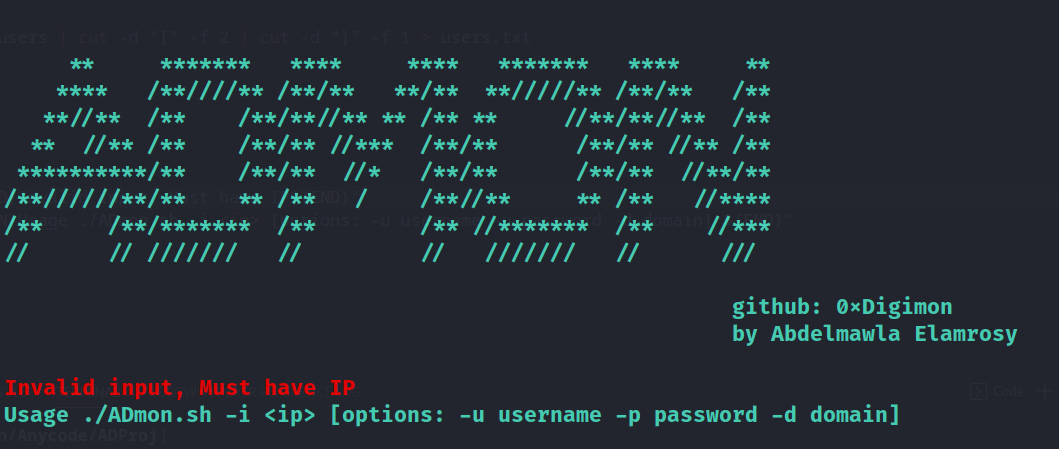 users | cut -d "[" -f 2 | cut -d "]" -f 1 > users.txt
ADMON
github: 0×Digimon
by Abdelmawla Elamrosy
Invalid input, Must have IP
Code
Usage ./ADmon.sh -i <ip> [options: -u username -p password -d domain]
n/Anycode/ADProj]